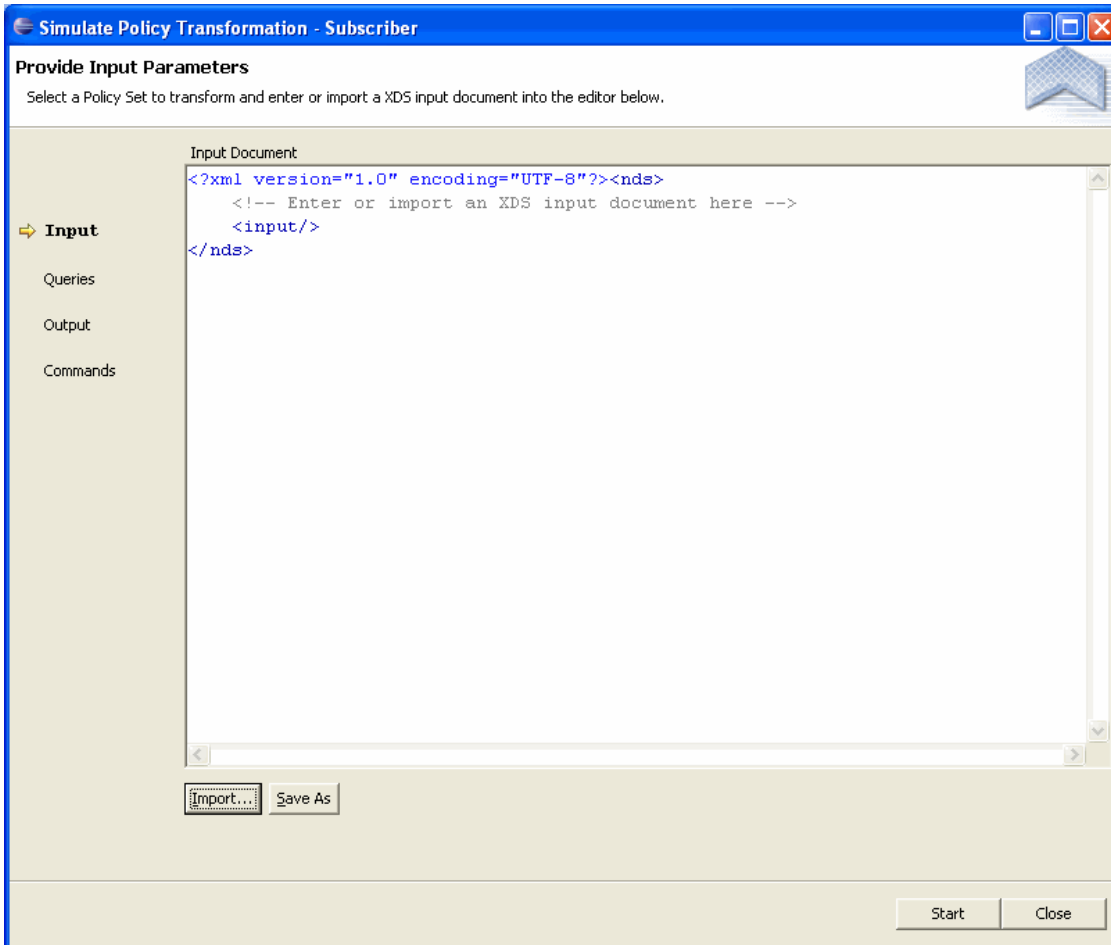 Simulate Policy Transformation - Subscriber
Provide Input Parameters
Select a Policy Set to transform and enter or import a XDS input document into the editor below.
Input Document
<?xml version="1.0" encoding="UTF-8"?><nds>
    <!-- Enter or import an XDS input document here -->
    <input/>
</nds>
Input
Queries
Output
Commands
Import... Save As
Start Close